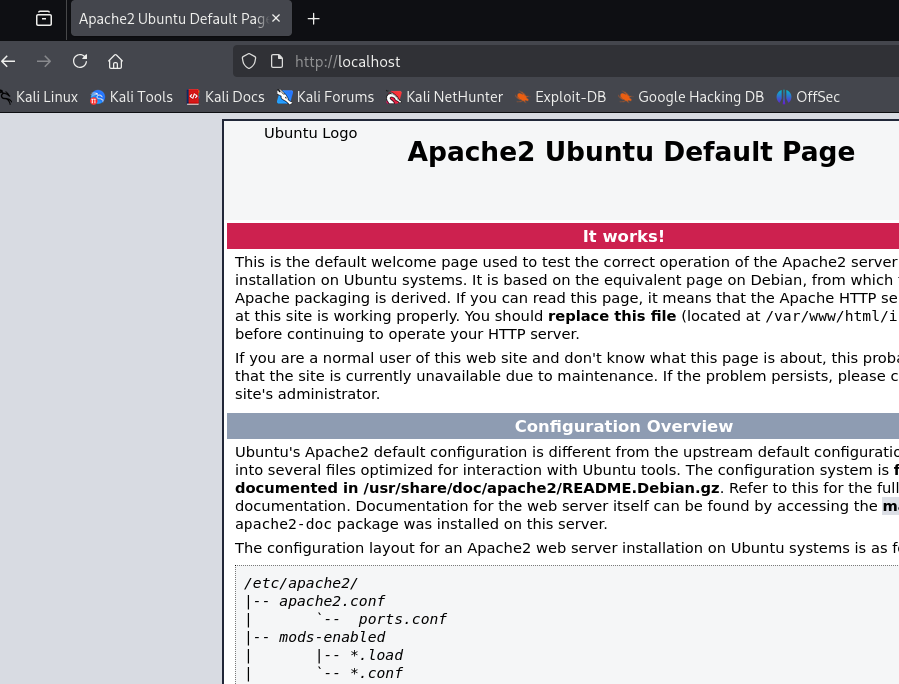 Apache2 Ubuntu Default Pag
http://localhost
Kali Linux Kali Tools Kali Docs Kali Forums Kali NetHunter Exploit-DB Google Hacking DB OffSec
Ubuntu Logo
Apache2 Ubuntu Default Page
It works!
This is the default welcome page used to test the correct operation of the Apache2 server
installation on Ubuntu systems. It is based on the equivalent page on Debian, from which
Apache packaging is derived. If you can read this page, it means that the Apache HTTP se
at this site is working properly. You should replace this file (located at /var/www/html/i
before continuing to operate your HTTP server.
If you are a normal user of this web site and don't know what this page is about, this proba
that the site is currently unavailable due to maintenance. If the problem persists, please c
site's administrator.
Configuration Overview
Ubuntu's Apache2 default configuration is different from the upstream default configuratio
into several files optimized for interaction with Ubuntu tools. The configuration system is f
documented in /usr/share/doc/apache2/README.Debian.gz. Refer to this for the full
documentation. Documentation for the web server itself can be found by accessing the ma
apache2-doc package was installed on this server.
The configuration layout for an Apache2 web server installation on Ubuntu systems is as fo
/etc/apache2/
|-- apache2.conf
|       `--  ports.conf
|-- mods-enabled
|       |-- *.load
|       `-- *.conf